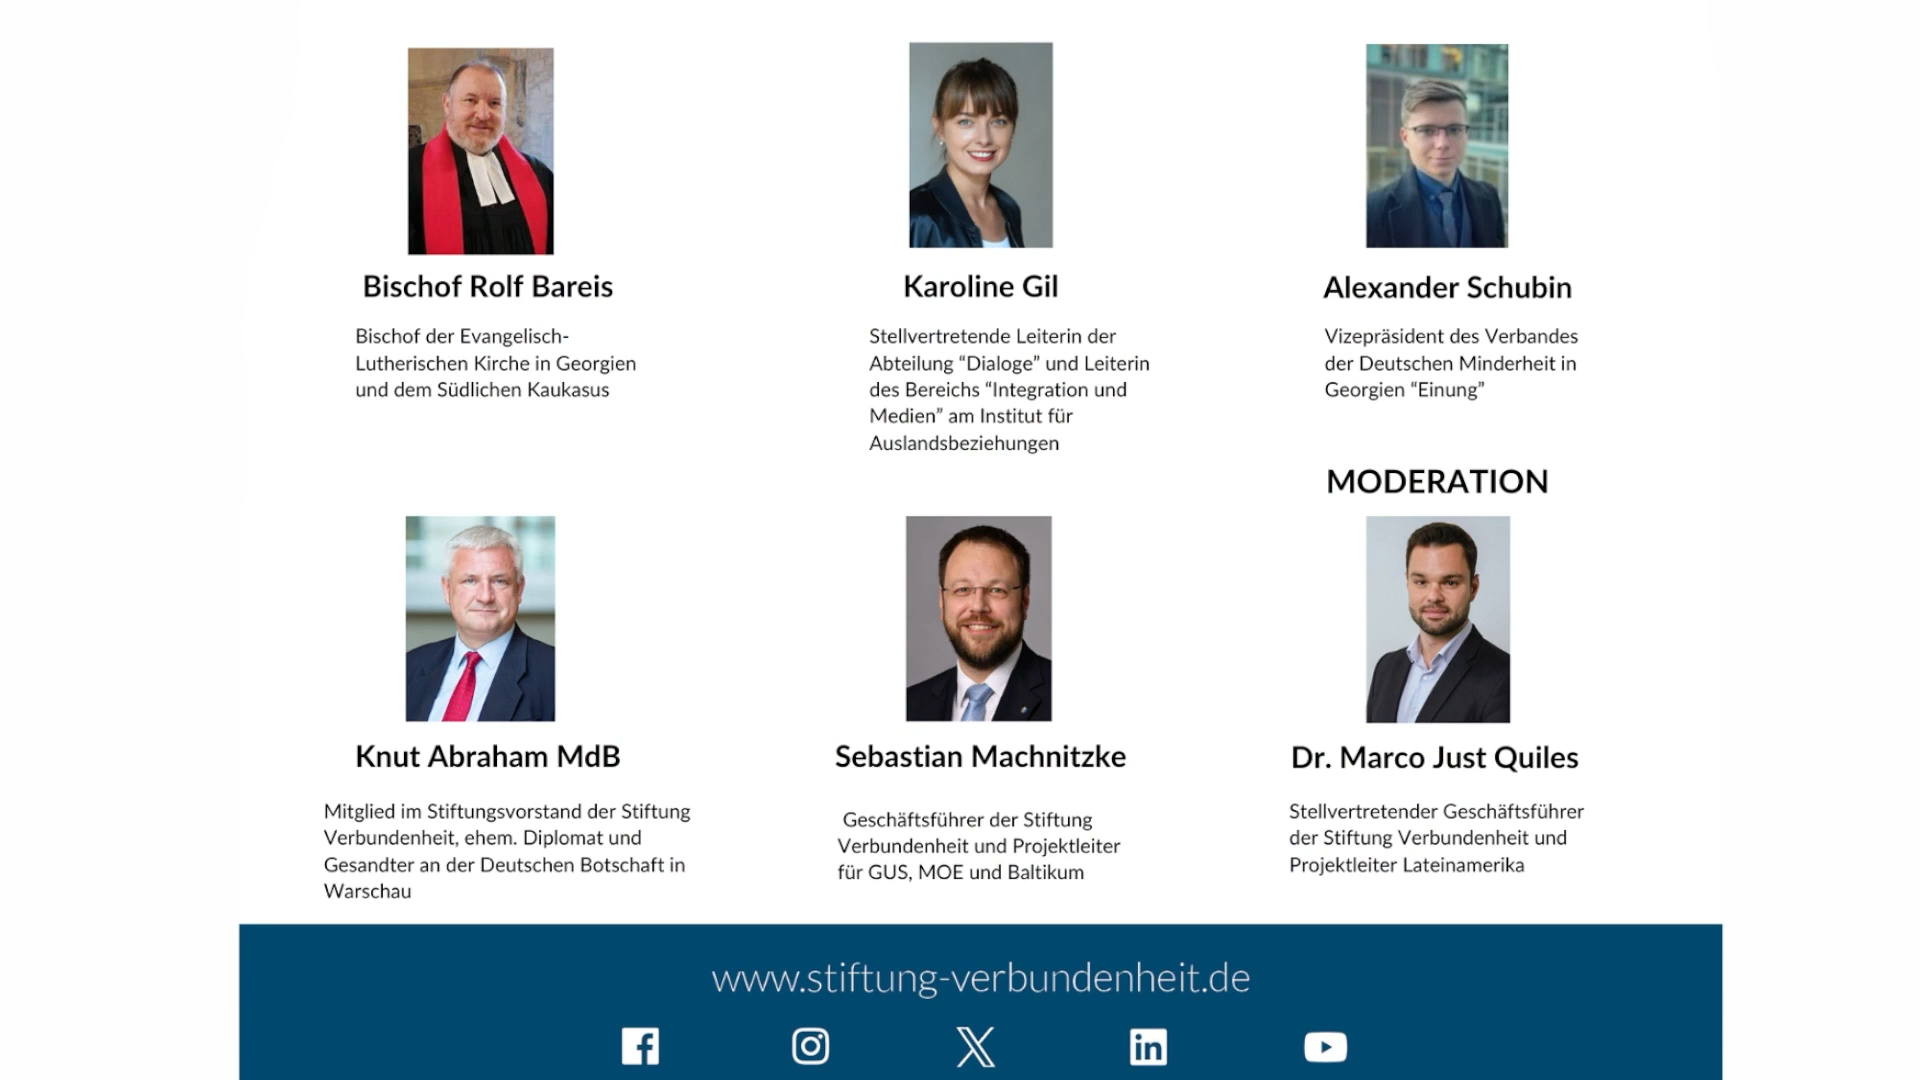 Bischof Rolf Bareis
Bischof der Evangelisch-
Lutherischen Kirche in Georgien
und dem Südlichen Kaukasus
Karoline Gil
Stellvertretende Leiterin der
Abteilung “Dialoge” und Leiterin
des Bereichs “Integration und
Medien” am Institut für
Auslandsbeziehungen
Alexander Schubin
Vizepräsident des Verbandes
der Deutschen Minderheit in
Georgien “Einung”
Knut Abraham MdB
Mitglied im Stiftungsvorstand der Stiftung
Verbundenheit, ehem. Diplomat und
Gesandter an der Deutschen Botschaft in
Warschau
Sebastian Machnitzke
Geschäftsführer der Stiftung
Verbundenheit und Projektleiter
für GUS, MOE und Baltikum
MODERATION
Dr. Marco Just Quiles
Stellvertretender Geschäftsführer
der Stiftung Verbundenheit und
Projektleiter Lateinamerika
www.stiftung-verbundenheit.de